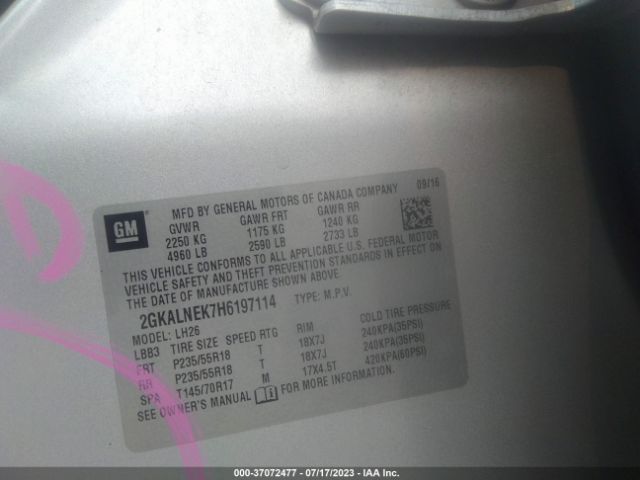 GM
MFD BY GENERAL MOTORS OF CANADA COMPANY 09/16
GVWR GAWR FRT GAWR RR
2250 KG 1175 KG 1240 KG
4960 LB 2590 LB 2733 LB
THIS VEHICLE CONFORMS TO ALL APPLICABLE U.S. FEDERAL MOTOR
VEHICLE SAFETY AND THEFT PREVENTION STANDARDS IN EFFECT ON
THE DATE OF MANUFACTURE SHOWN ABOVE.
2GKALNEK7H6197114 TYPE: M.P.V.
MODEL: LH26
LBB3 TIRE SIZE SPEED RTG RIM COLD TIRE PRESSURE
FRT P235/55R18 T 18X7J 240KPA(35PSI)
RR P235/55R18 T 18X7J 240KPA(35PSI)
SPA T145/70R17 M 17X4.5T 420KPA(60PSI)
SEE OWNER'S MANUAL FOR MORE INFORMATION.
D
000-37072477 - 07/17/2023 - IAA Inc.